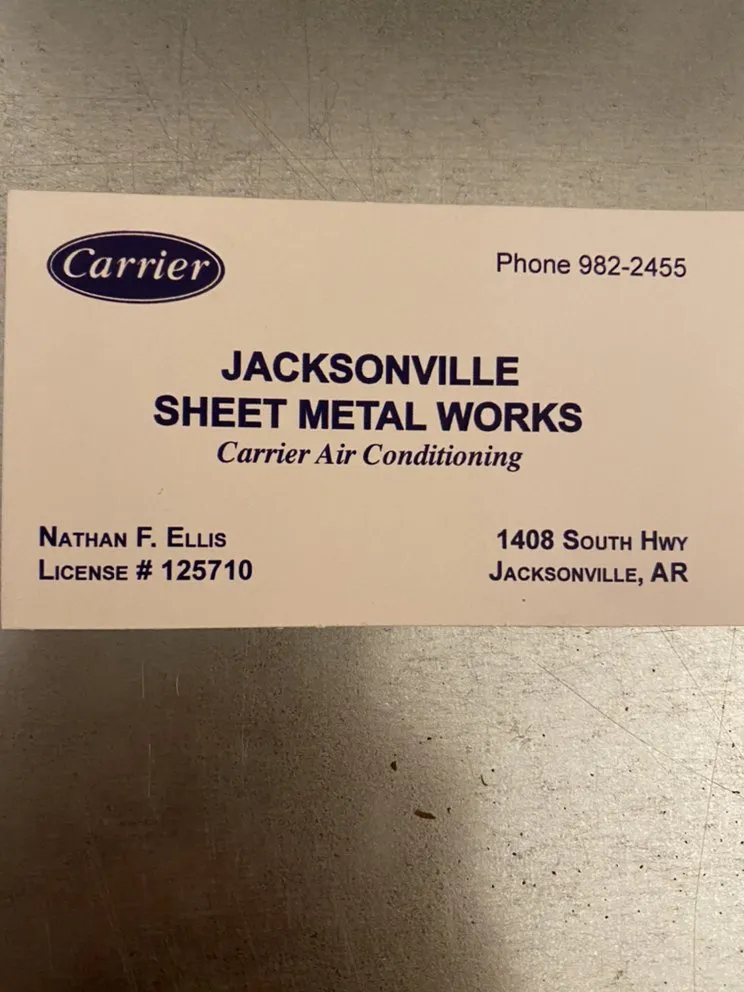 Carrier
Phone 982-2455
JACKSONVILLE
SHEET METAL WORKS
Carrier Air Conditioning
NATHAN F. ELLIS
LICENSE # 125710
1408 SOUTH HWY
JACKSONVILLE, AR